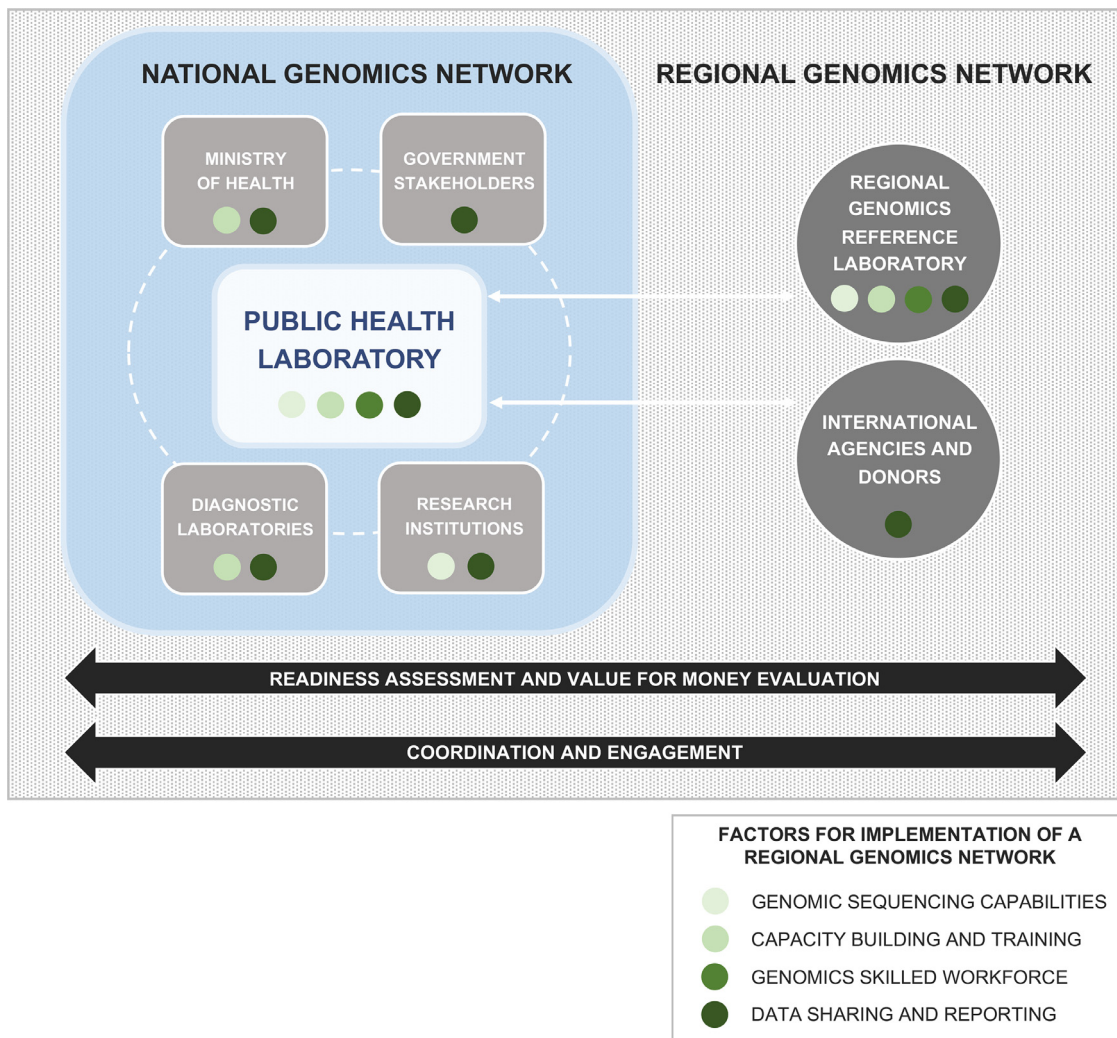 NATIONAL GENOMICS NETWORK
REGIONAL GENOMICS NETWORK
MINISTRY
OF HEALTH
GOVERNMENT
STAKEHOLDERS
PUBLIC HEALTH
LABORATORY
DIAGNOSTIC
LABORATORIES
RESEARCH
INSTITUTIONS
REGIONAL
GENOMICS
REFERENCE
LABORATORY
INTERNATIONAL
AGENCIES AND
DONORS
READINESS ASSESSMENT AND VALUE FOR MONEY EVALUATION
COORDINATION AND ENGAGEMENT
FACTORS FOR IMPLEMENTATION OF A
REGIONAL GENOMICS NETWORK
GENOMIC SEQUENCING CAPABILITIES
CAPACITY BUILDING AND TRAINING
GENOMICS SKILLED WORKFORCE
DATA SHARING AND REPORTING